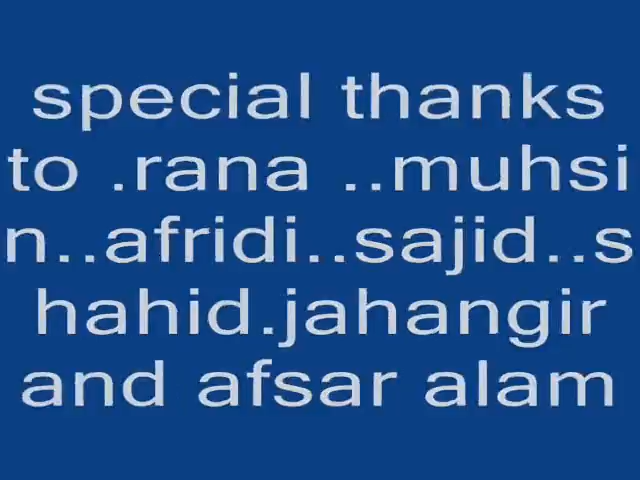 special thanks
to .rana ..muhsi
n..afridi..sajid..s
hahid.jahangir
and afsar alam